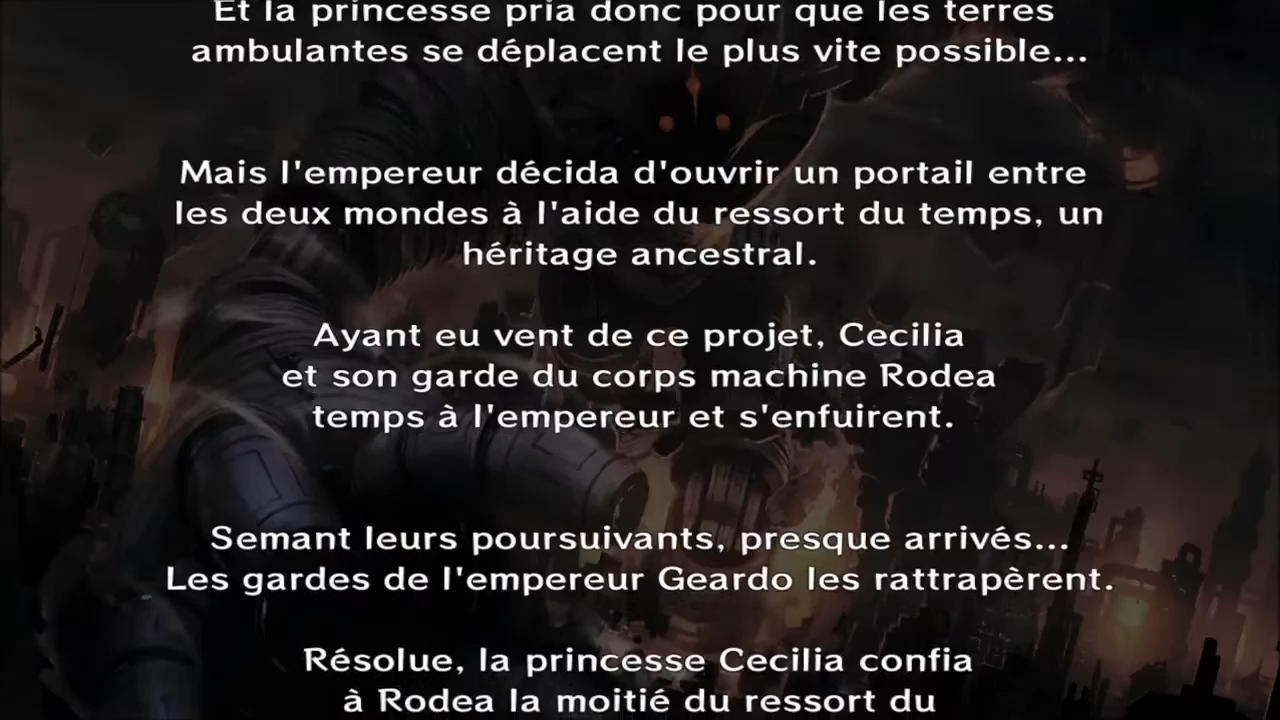 Et la princesse pria donc pour que les terres
ambulantes se déplacent le plus vite possible...
Mais l'empereur décida d'ouvrir un portail entre
les deux mondes à l'aide du ressort du temps, un
héritage ancestral.
Ayant eu vent de ce projet, Cecilia
et son garde du corps machine Rodea
temps à l'empereur et s'enfuirent.
Semant leurs poursuivants, presque arrivés...
Les gardes de l'empereur Geardo les rattrapèrent.
Résolue, la princesse Cecilia confia
à Rodea la moitié du ressort du